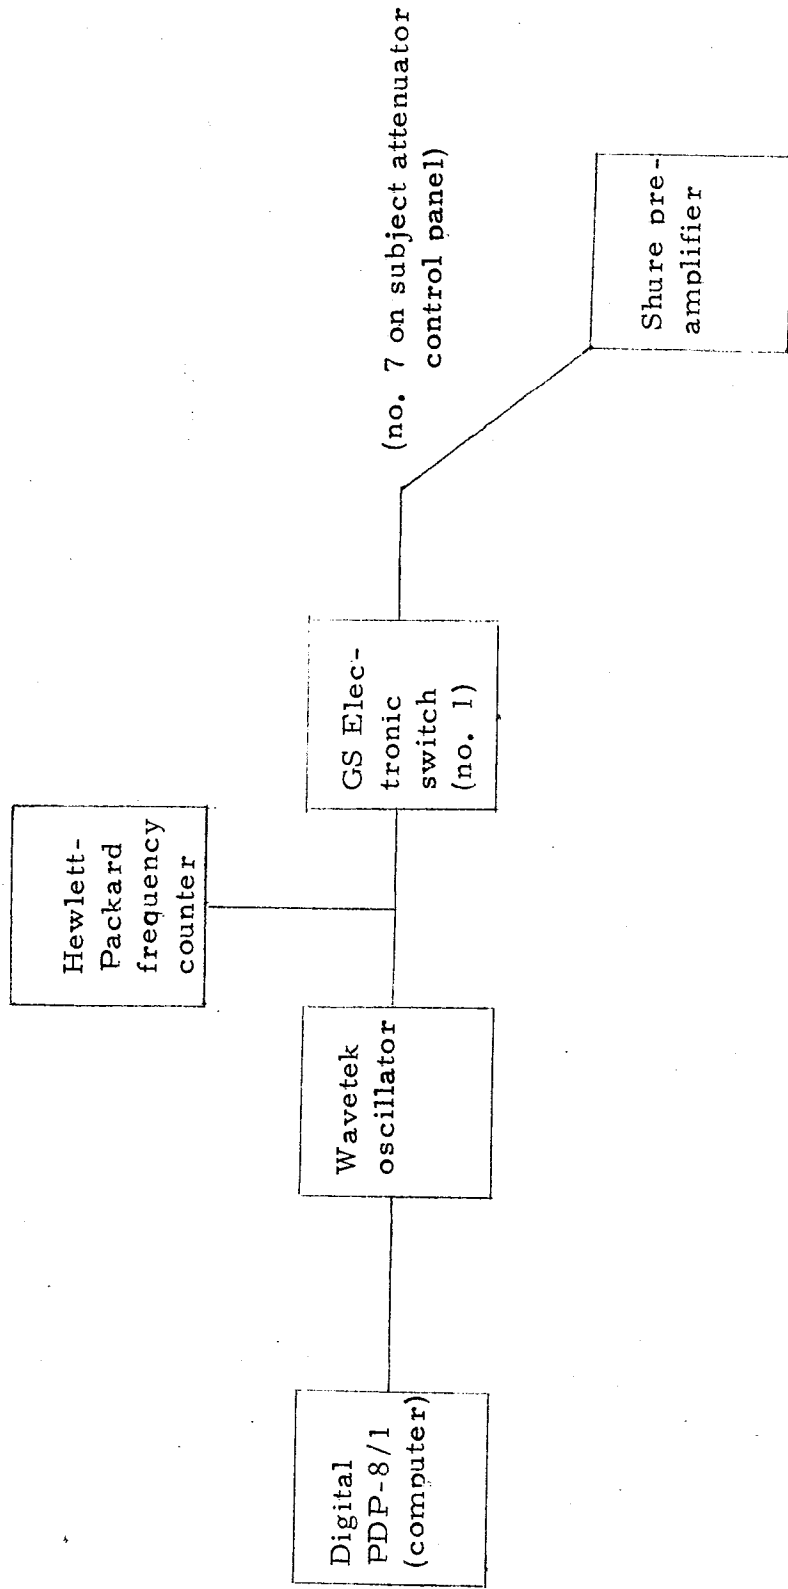 Digital
PDP-8/1
(computer)
Wavetek
oscillator
Hewlett-
Packard
frequency
counter
GS Elec-
tronic
switch
(no. 1)
(no. 7 on subject attenuator
control panel)
Shure pre-
amplifier